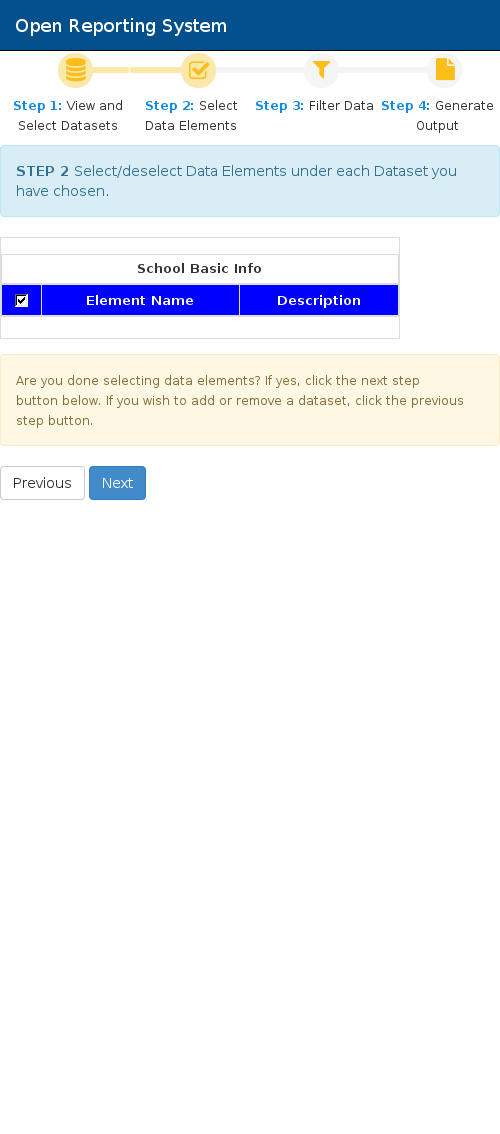 Open Reporting System
Step 1: View and
Select Datasets
Step 2: Select
Data Elements
Step 3: Filter Data
Step 4: Generate
Output
STEP 2 Select/deselect Data Elements under each Dataset you
have chosen.
School Basic Info
Element Name Description
Are you done selecting data elements? If yes, click the next step
button below. If you wish to add or remove a dataset, click the previous
step button.
Previous Next